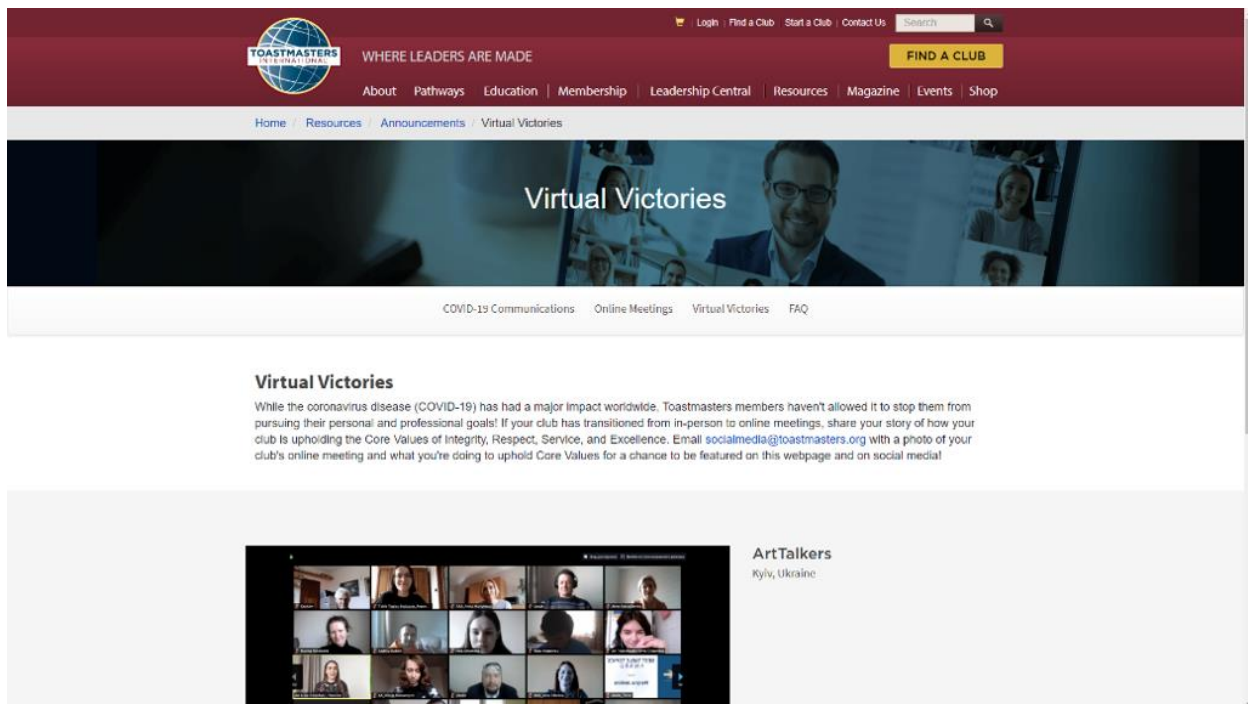 Login Find a Club Start a Club Contact Us Search
TOASTMASTERS
INTERNATIONAL
WHERE LEADERS ARE MADE
FIND A CLUB
About Pathways Education Membership Leadership Central Resources Magazine Events Shop
Home / Resources / Announcements / Virtual Victories
Virtual Victories
COVID-19 Communications Online Meetings Virtual Victories FAQ
Virtual Victories
While the coronavirus disease (COVID-19) has had a major impact worldwide, Toastmasters members haven't allowed it to stop them from
pursuing their personal and professional goals! If your club has transitioned from in-person to online meetings, share your story of how your
club is upholding the Core Values of Integrity, Respect, Service, and Excellence. Email socialmedia@toastmasters.org with a photo of your
club's online meeting and what you're doing to uphold Core Values for a chance to be featured on this webpage and on social media!
ArtTalkers
Kyiv, Ukraine